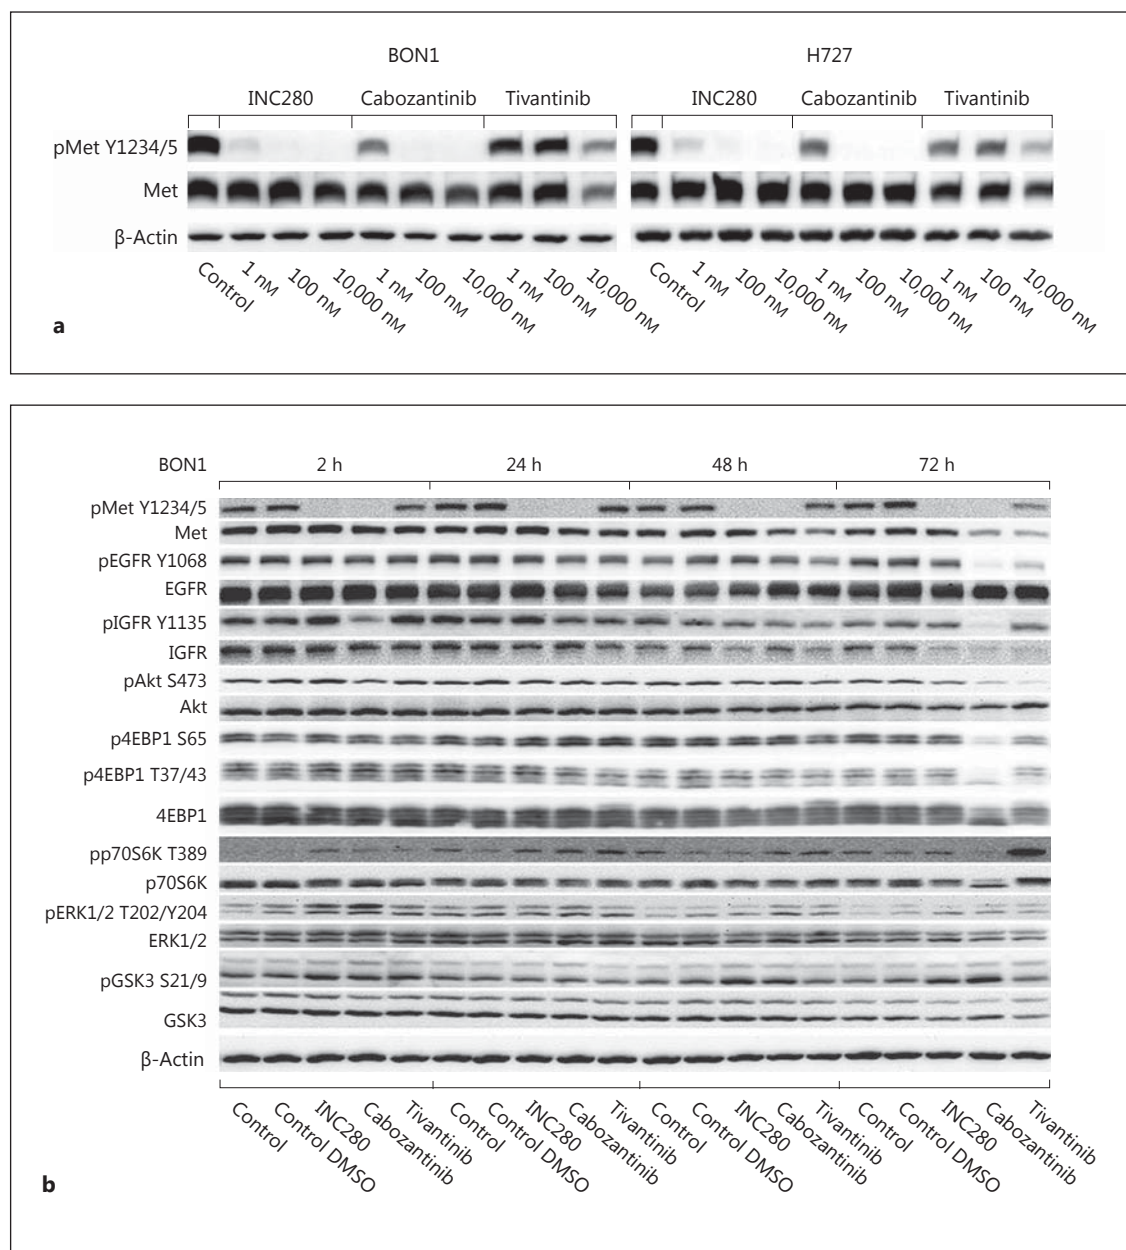 BON1 H727
INC280 Cabozantinib Tivantinib INC280 Cabozantinib Tivantinib
pMet Y1234/5
Met
β-Actin
Control 1 nM 100 nM 10,000 nM 1 nM 100 nM 10,000 nM 1 nM 100 nM 10,000 nM Control 1 nM 100 nM 10,000 nM 1 nM 100 nM 10,000 nM 1 nM 100 nM 10,000 nM
a
BON1 2 h 24 h 48 h 72 h
pMet Y1234/5
Met
pEGFR Y1068
EGFR
pIGFR Y1135
IGFR
pAkt S473
Akt
p4EBP1 S65
p4EBP1 T37/43
4EBP1
pp70S6K T389
p70S6K
pERK1/2 T202/Y204
ERK1/2
pGSK3 S21/9
GSK3
β-Actin
Control Control DMSO INC280 Cabozantinib Tivantinib Control Control DMSO INC280 Cabozantinib Tivantinib Control Control DMSO INC280 Cabozantinib Tivantinib Control Control DMSO INC280 Cabozantinib Tivantinib
b